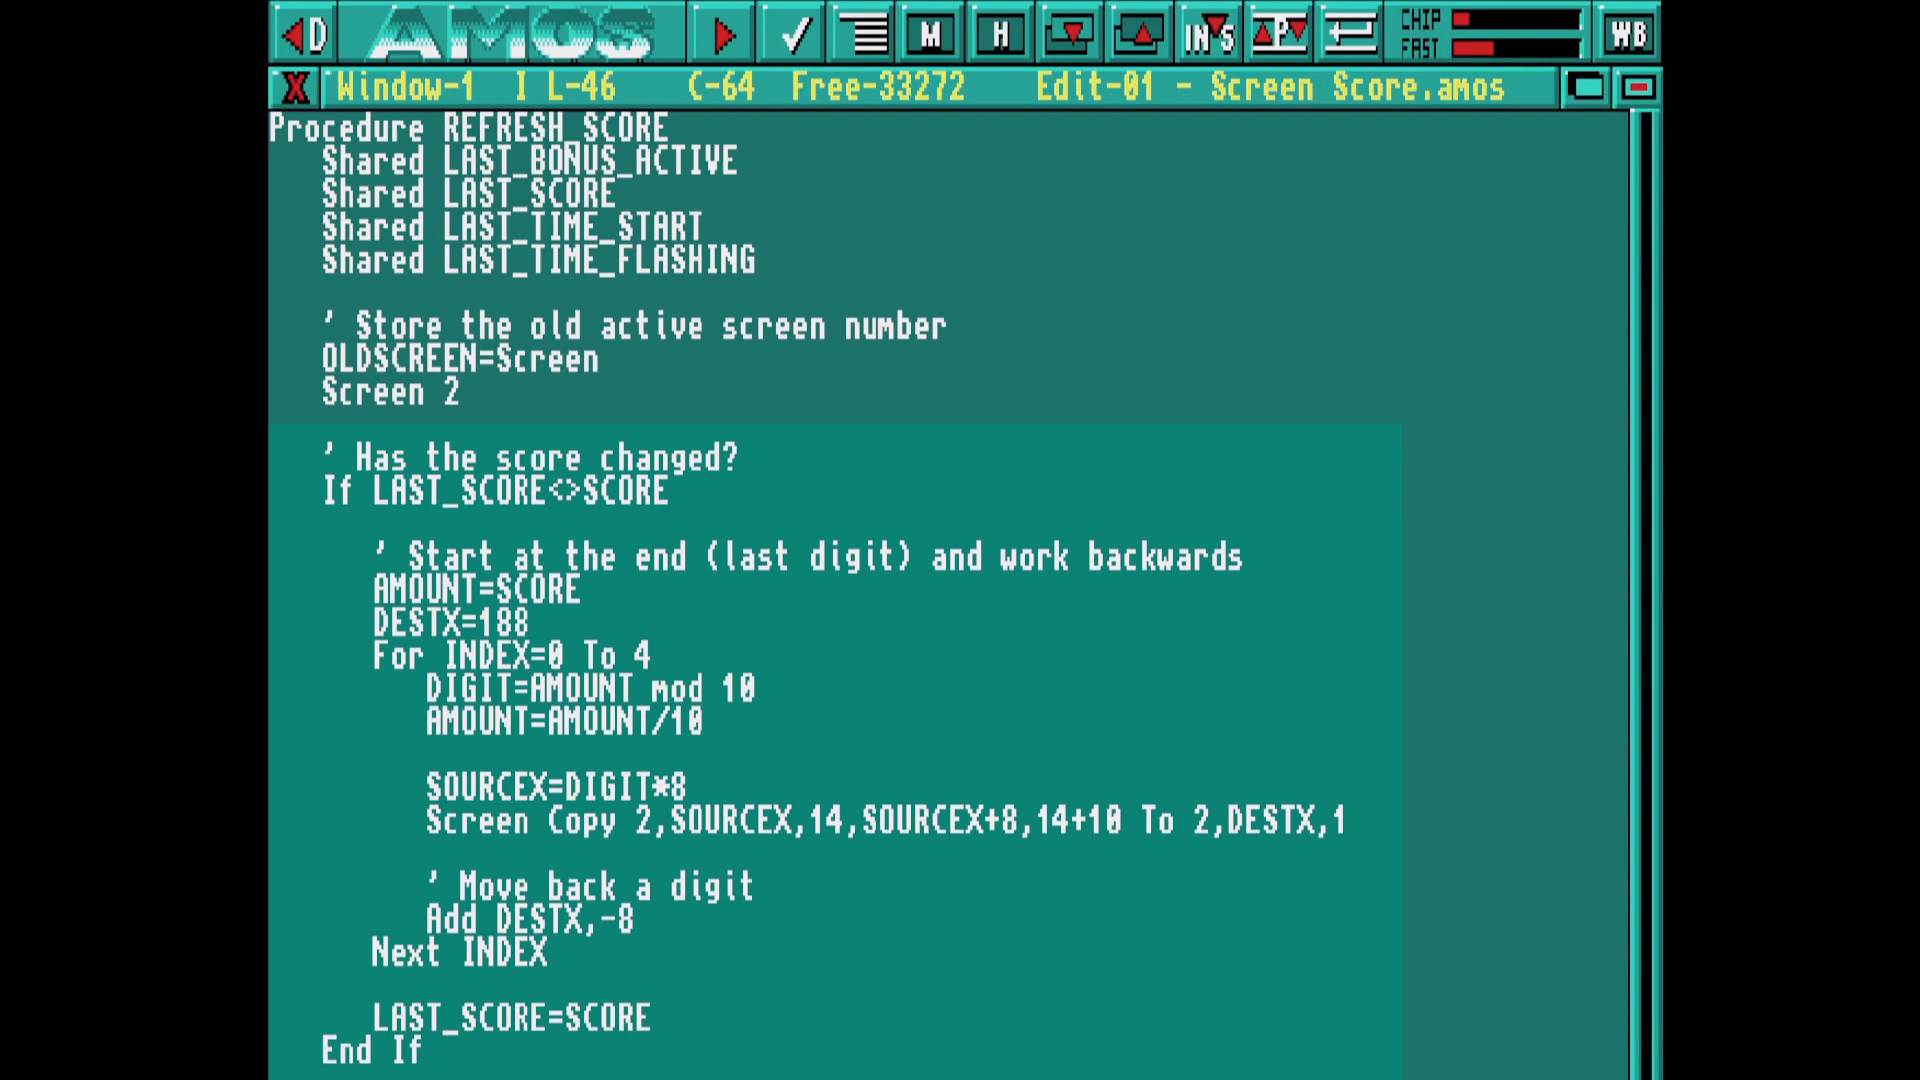 D AMOS M H INS P CHIP FAST WB
X Window-1 I L-46 C-64 Free-33272 Edit-01 - Screen Score.amos
Procedure REFRESH_SCORE
Shared LAST_BONUS_ACTIVE
Shared LAST_SCORE
Shared LAST_TIME_START
Shared LAST_TIME_FLASHING
' Store the old active screen number
OLDSCREEN=Screen
Screen 2
' Has the score changed?
If LAST_SCORE<>SCORE
' Start at the end (last digit) and work backwards
AMOUNT=SCORE
DESTX=188
For INDEX=0 To 4
DIGIT=AMOUNT mod 10
AMOUNT=AMOUNT/10
SOURCEX=DIGIT*8
Screen Copy 2,SOURCEX,14,SOURCEX+8,14+10 To 2,DESTX,1
' Move back a digit
Add DESTX,-8
Next INDEX
LAST_SCORE=SCORE
End If